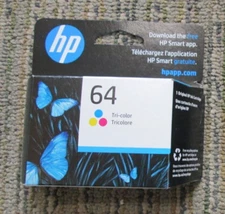 hp
Download the free
HP Smart app.
Téléchargez l'application
HP Smart gratuite.
hpapp.com
64
Tri-color
Tricolore